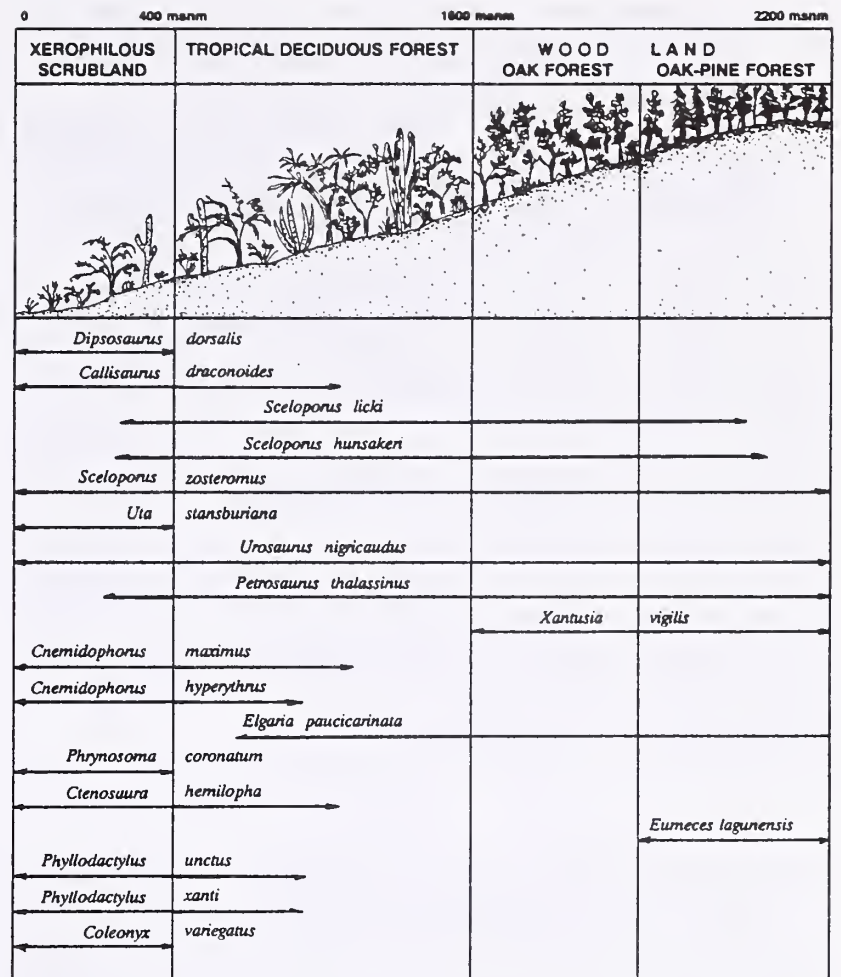 0 400 msnm 1800 msnm 2200 msnm
XEROPHILOUS SCRUBLAND TROPICAL DECIDUOUS FOREST WOOD LAND
OAK FOREST OAK-PINE FOREST
Dipsosaurus dorsalis
Callisaurus draconoides
Sceloporus licki
Sceloporus hunsakeri
Sceloporus zosteromus
Uta stansburiana
Urosaurus nigricaudus
Petrosaurus thalassinus
Xantusia vigilis
Cnemidophorus maximus
Cnemidophorus hyperythrus
Elgaria paucicarinata
Phrynosoma coronatum
Ctenosaura hemilopha
Eumeces lagunensis
Phyllodactylus unctus
Phyllodactylus xanti
Coleonyx variegatus